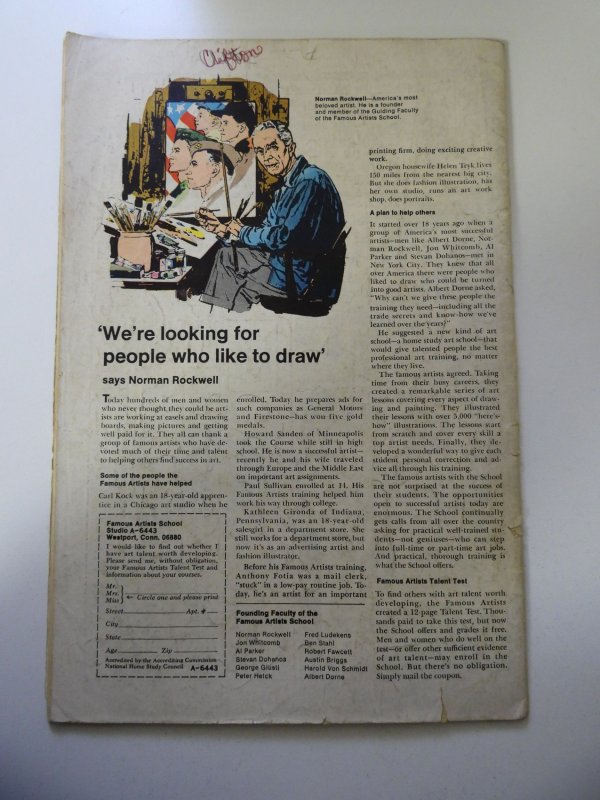 Clifton
Norman Rockwell—America's most
beloved artist. He is a founder
and member of the Guiding Faculty
of the Famous Artists School.
'We're looking for
people who like to draw'
says Norman Rockwell
Today hundreds of men and women
who never thought they could be art-
ists are working at easels and drawing
boards, making pictures and getting
well paid for it. They all can thank a
group of famous artists who have de-
voted much of their time and talent
to helping others find success in art.
Some of the people the
Famous Artists have helped
Carl Kock was an 18-year-old appren-
tice in a Chicago art studio when he
Famous Artists School
Studio A-6443
Westport, Conn. 06880
I would like to find out whether I
have art talent worth developing.
Please send me, without obligation,
your Famous Artists Talent Test and
information about your courses.
Mr.
Mrs.
Miss
← Circle one and please print
Street Apt. #
City
State
Age Zip
Accredited by the Accrediting Commission
National Home Study Council A-6443
enrolled. Today he prepares ads for
such companies as General Motors
and Firestone—has won five gold
medals.
Howard Sanden of Minneapolis
took the Course while still in high
school. He is now a successful artist—
recently he and his wife traveled
through Europe and the Middle East
on important art assignments.
Paul Sullivan enrolled at 14. His
Famous Artists training helped him
work his way through college.
Kathleen Gironda of Indiana,
Pennsylvania, was an 18-year-old
salesgirl in a department store. She
still works for a department store, but
now it's as an advertising artist and
fashion illustrator.
Before his Famous Artists training,
Anthony Fotia was a mail clerk,
"stuck" in a low-pay routine job. To-
day, he's an artist for an important
Founding Faculty of the
Famous Artists School
Norman Rockwell
Jon Whitcomb
Al Parker
Stevan Dohanos
George Giusti
Peter Helck
Fred Ludekens
Ben Stahl
Robert Fawcett
Austin Briggs
Harold Von Schmidt
Albert Dorne
printing firm, doing exciting creative
work.
Oregon housewife Helen Teyk lives
150 miles from the nearest big city.
But she does fashion illustration, has
her own studio, runs an art work
shop, does portraits.
A plan to help others
It started over 18 years ago when a
group of America's most successful
artists—men like Albert Dorne, Nor-
man Rockwell, Jon Whitcomb, Al
Parker and Stevan Dohanos—met in
New York City. They knew that all
over America there were people who
liked to draw who could be turned
into good artists. Albert Dorne asked,
"Why can't we give these people the
training they need—including all the
trade secrets and know-how we've
learned over the years?"
He suggested a new kind of art
school—a home study art school—that
would give talented people the best
professional art training, no matter
where they live.
The famous artists agreed. Taking
time from their busy careers, they
created a remarkable series of art
lessons covering every aspect of draw-
ing and painting. They illustrated
their lessons with over 5,000 "here's-
how" illustrations. The lessons start
from scratch and cover every skill a
top artist needs. Finally, they de-
veloped a wonderful way to give each
student personal correction and ad-
vice all through his training.
The famous artists with the School
are not surprised at the success of
their students. The opportunities
open to successful artists today are
enormous. The School continually
gets calls from all over the country
asking for practical well-trained stu-
dents—not geniuses—who can step
into full-time or part-time art jobs.
And practical, thorough training is
what the School offers.
Famous Artists Talent Test
To find others with art talent worth
developing, the Famous Artists
created a 12-page Talent Test. Thou-
sands paid to take this test, but now
the School offers and grades it free.
Men and women who do well on the
test—or offer other sufficient evidence
of art talent—may enroll in the
School. But there's no obligation.
Simply mail the coupon.